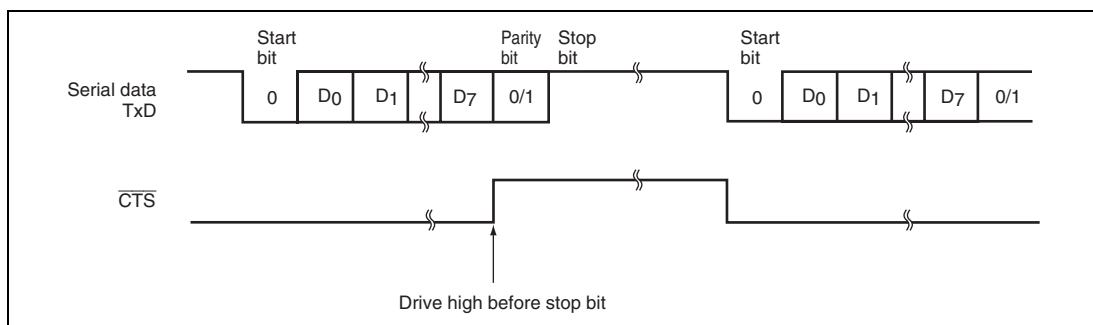 Start bit
Parity bit
Stop bit
Start bit
Serial data TxD
0 D0 D1 D7 0/1 0 D0 D1 D7 0/1
CTS
Drive high before stop bit